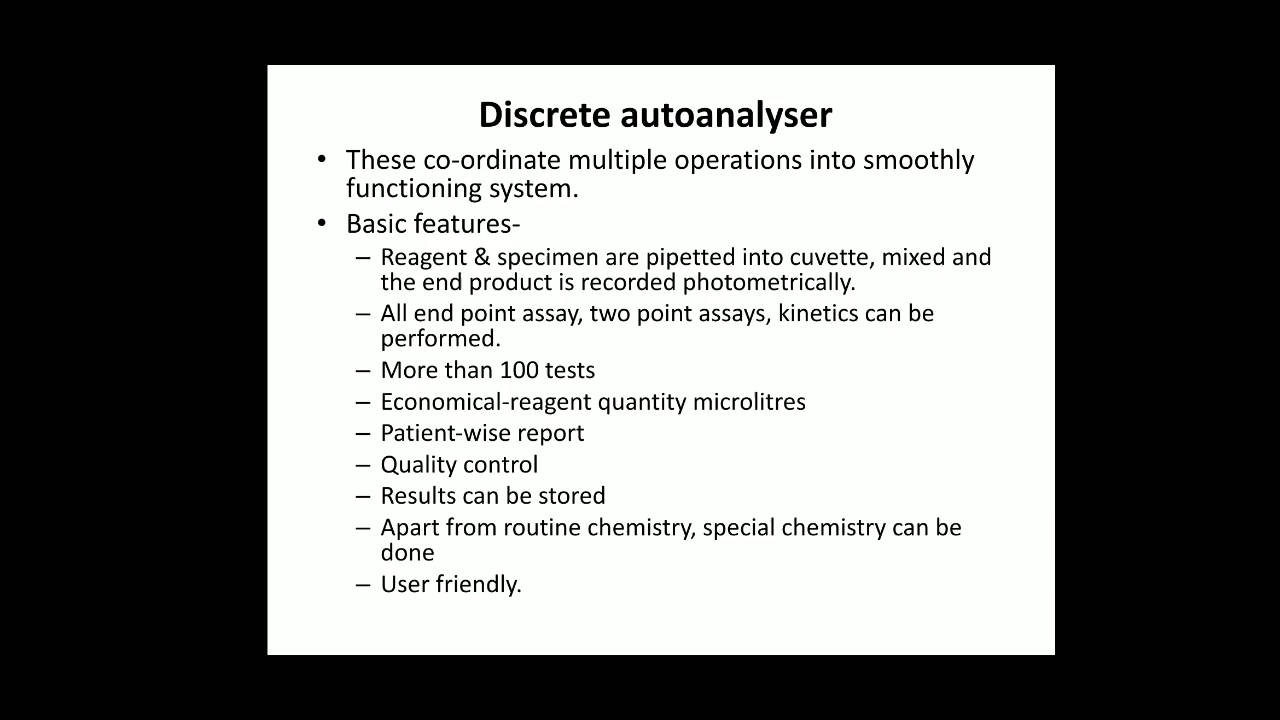 Discrete autoanalyser
• These co-ordinate multiple operations into smoothly
functioning system.
• Basic features-
– Reagent & specimen are pipetted into cuvette, mixed and
the end product is recorded photometrically.
– All end point assay, two point assays, kinetics can be
performed.
– More than 100 tests
– Economical-reagent quantity microlitres
– Patient-wise report
– Quality control
– Results can be stored
– Apart from routine chemistry, special chemistry can be
done
– User friendly.